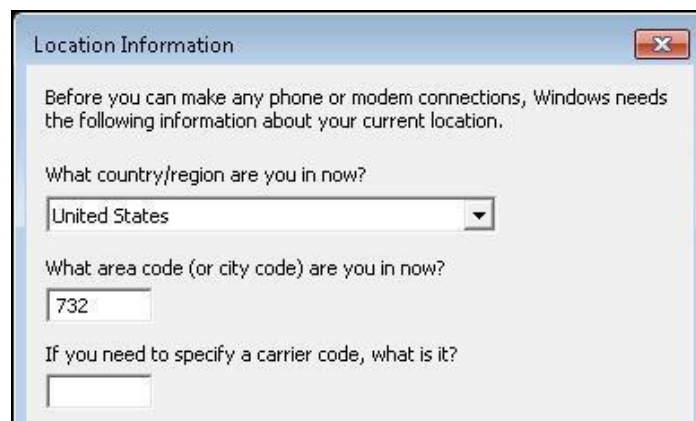 Location Information
Before you can make any phone or modem connections, Windows needs
the following information about your current location.
What country/region are you in now?
United States
What area code (or city code) are you in now?
732
If you need to specify a carrier code, what is it?